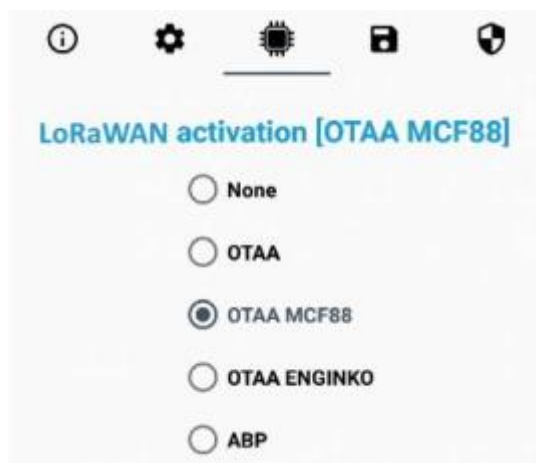 LoRaWAN activation [OTAA MCF88]
None
OTAA
OTAA MCF88
OTAA ENGINKO
ABP